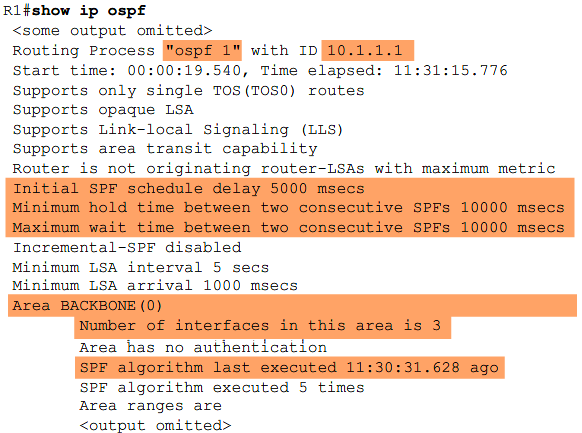 R1#show ip ospf
<some output omitted>
Routing Process "ospf 1" with ID 10.1.1.1
Start time: 00:00:19.540, Time elapsed: 11:31:15.776
Supports only single TOS(TOS0) routes
Supports opaque LSA
Supports Link-local Signaling (LLS)
Supports area transit capability
Router is not originating router-LSAs with maximum metric
Initial SPF schedule delay 5000 msecs
Minimum hold time between two consecutive SPFs 10000 msecs
Maximum wait time between two consecutive SPFs 10000 msecs
Incremental-SPF disabled
Minimum LSA interval 5 secs
Minimum LSA arrival 1000 msecs
Area BACKBONE(0)
Number of interfaces in this area is 3
Area has no authentication
SPF algorithm last executed 11:30:31.628 ago
SPF algorithm executed 5 times
Area ranges are
<output omitted>